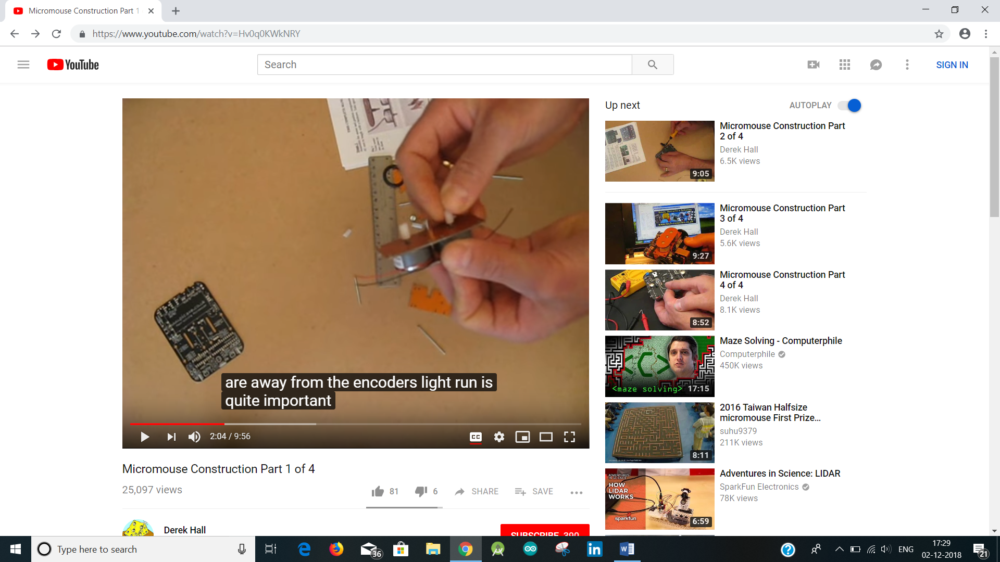 Micromouse Construction Part 1
https://www.youtube.com/watch?v=Hv0q0KWkNRY
YouTube
Search
SIGN IN
are away from the encoders light run is
quite important
2:04 / 9:56
CC
Micromouse Construction Part 1 of 4
25,097 views
81
6
SHARE
SAVE
Derek Hall
SUBSCRIBE 390
Up next
AUTOPLAY
9:05
Micromouse Construction Part
2 of 4
Derek Hall
6.5K views
9:27
Micromouse Construction Part
3 of 4
Derek Hall
5.6K views
8:52
Micromouse Construction Part
4 of 4
Derek Hall
8.1K views
<maze solving> 17:15
Maze Solving - Computerphile
Computerphile
450K views
8:11
2016 Taiwan Halfsize
micromouse First Prize...
suhu9379
211K views
ADVENTURES
IN SCIENCE
HOW
LIDAR
WORKS
sparkfun
6:59
Adventures in Science: LIDAR
SparkFun Electronics
78K views
Type here to search
36
ENG
17:29
02-12-2018
21